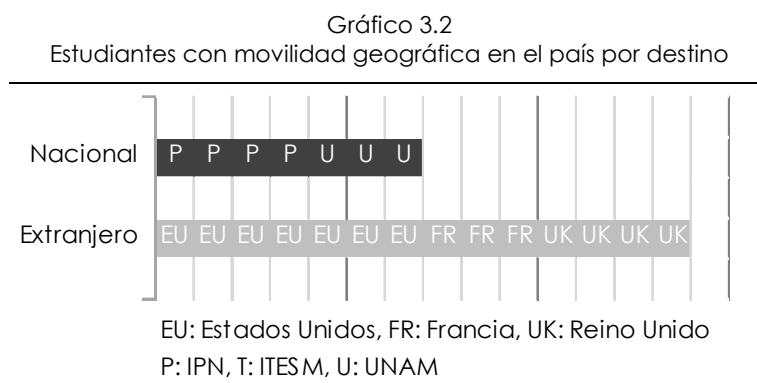 Gráfico 3.2
Estudiantes con movilidad geográfica en el país por destino
Nacional P P P P U U U
Extranjero EU EU EU EU EU EU EU FR FR FR UK UK UK UK
EU: Estados Unidos, FR: Francia, UK: Reino Unido
P: IPN, T: ITESM, U: UNAM